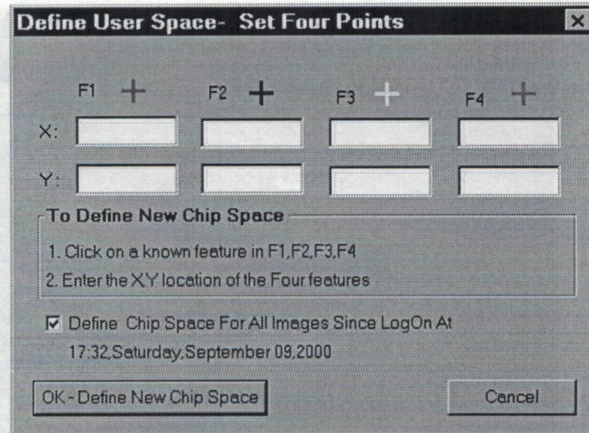 Define User Space- Set Four Points
F1 F2 F3 F4
X:
Y:
To Define New Chip Space
1. Click on a known feature in F1,F2,F3,F4
2. Enter the X,Y location of the Four features
Define Chip Space For All Images Since LogOn At
17:32,Saturday,September 09,2000
OK - Define New Chip Space Cancel